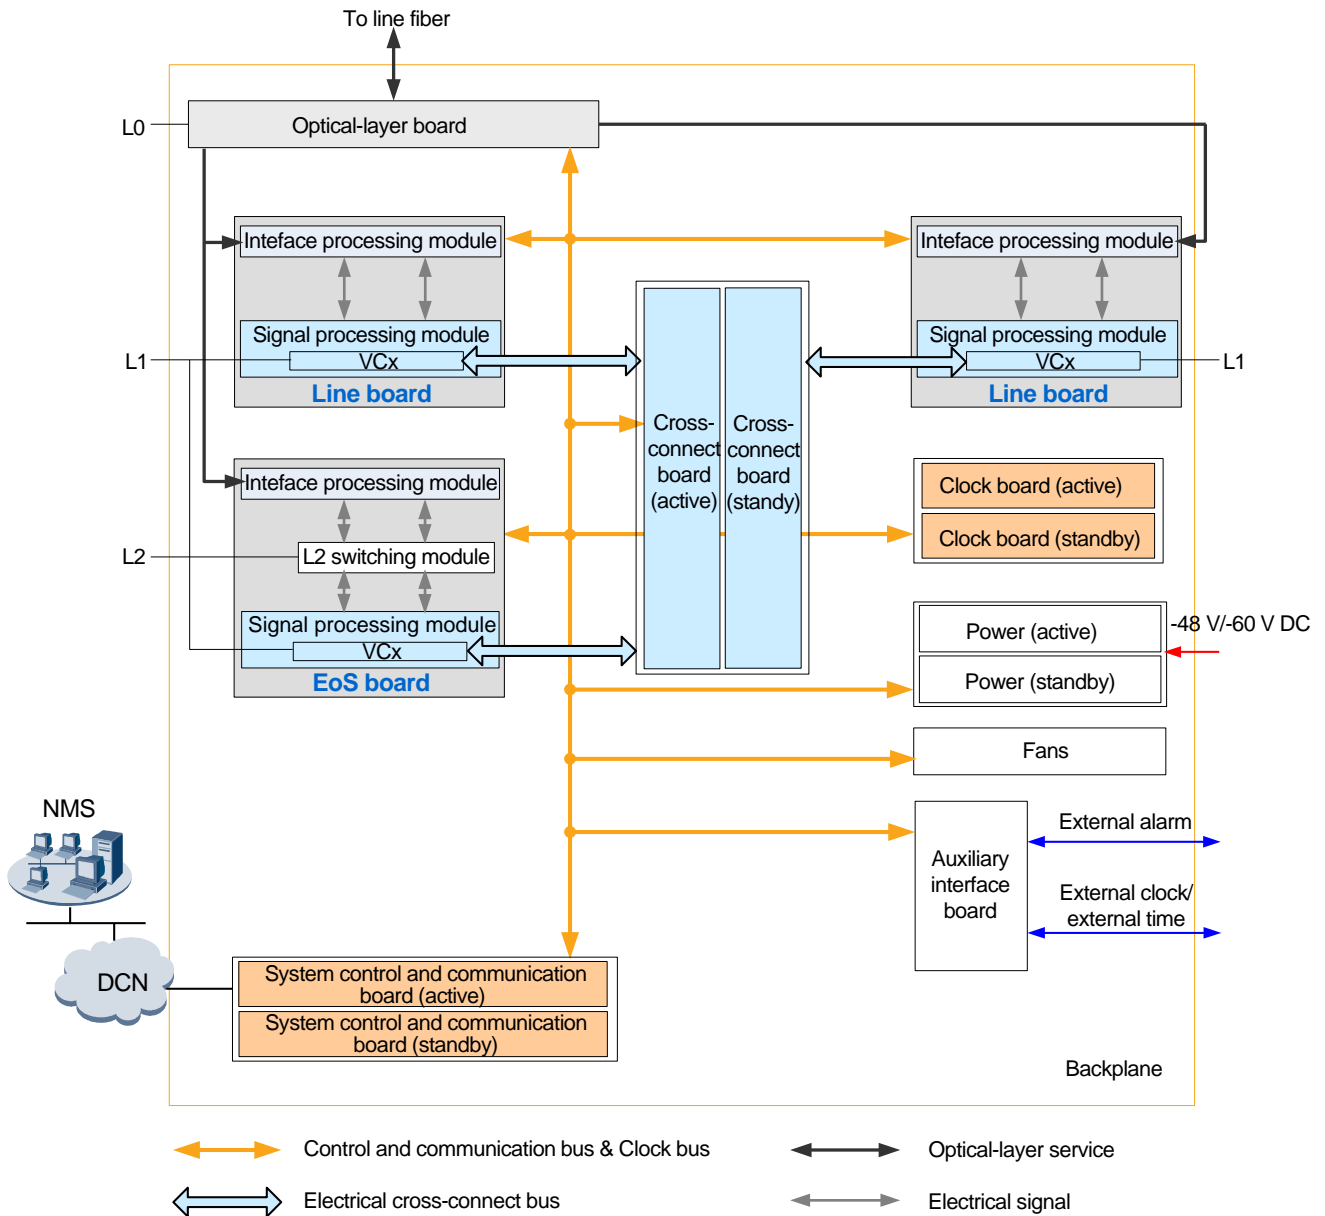 To line fiber
L0
Optical-layer board
Inteface processing module
Inteface processing module
Signal processing module
VCx
Line board
L1
Signal processing module
VCx
Line board
L1
Cross-
connect
board
(active)
Cross-
connect
board
(standy)
Inteface processing module
L2
L2 switching module
Signal processing module
VCx
EoS board
Clock board (active)
Clock board (standby)
Power (active)
Power (standby)
-48 V/-60 V DC
Fans
NMS
DCN
Auxiliary
interface
board
External alarm
External clock/
external time
System control and communication
board (active)
System control and communication
board (standby)
Backplane
Control and communication bus & Clock bus
Optical-layer service
Electrical cross-connect bus
Electrical signal